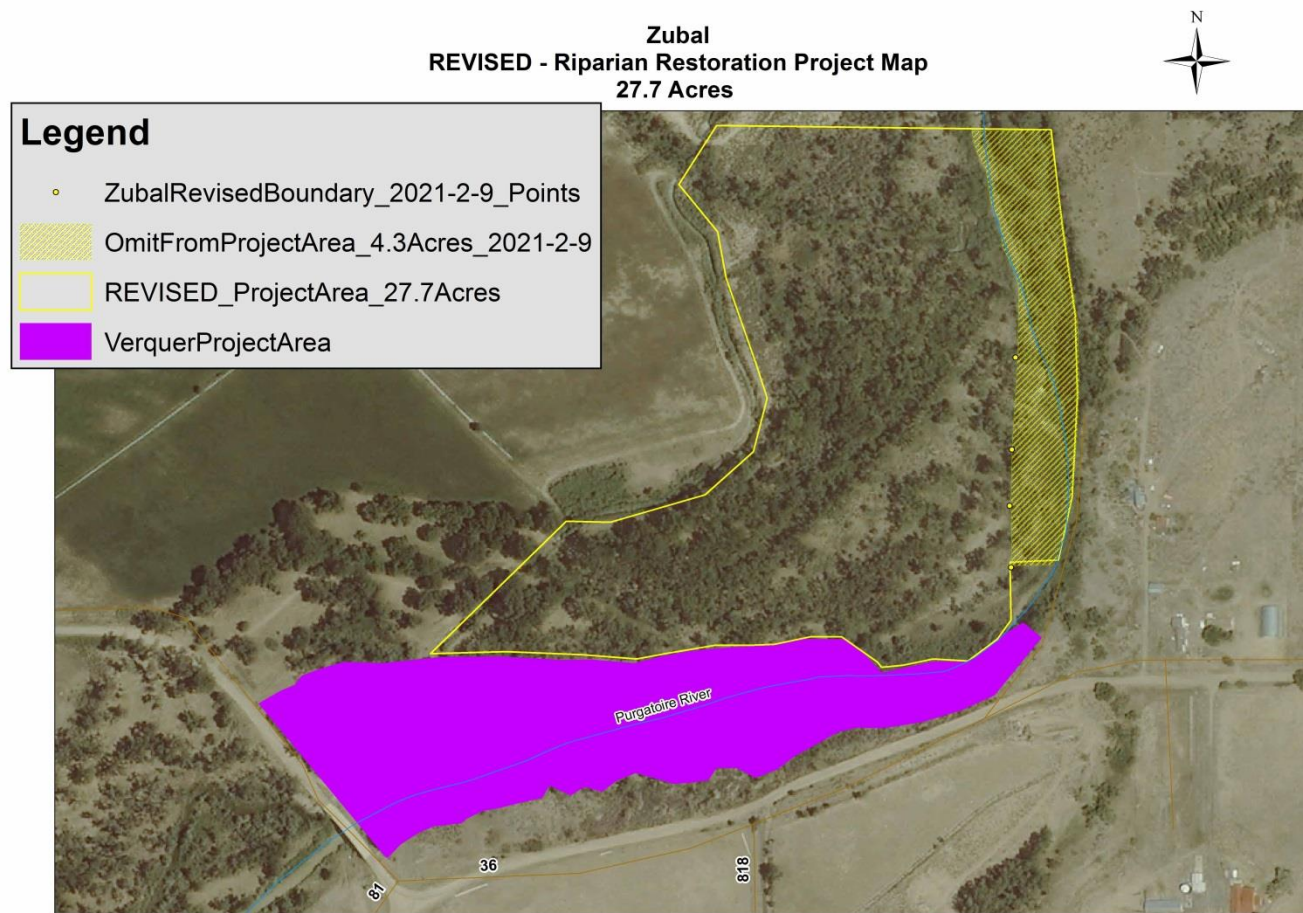 Zubal
REVISED - Riparian Restoration Project Map
27.7 Acres
N
Legend
ZubalRevisedBoundary_2021-2-9_Points
OmitFromProjectArea_4.3Acres_2021-2-9
REVISED_ProjectArea_27.7Acres
VerquerProjectArea
Purgatoire River
36
81
818